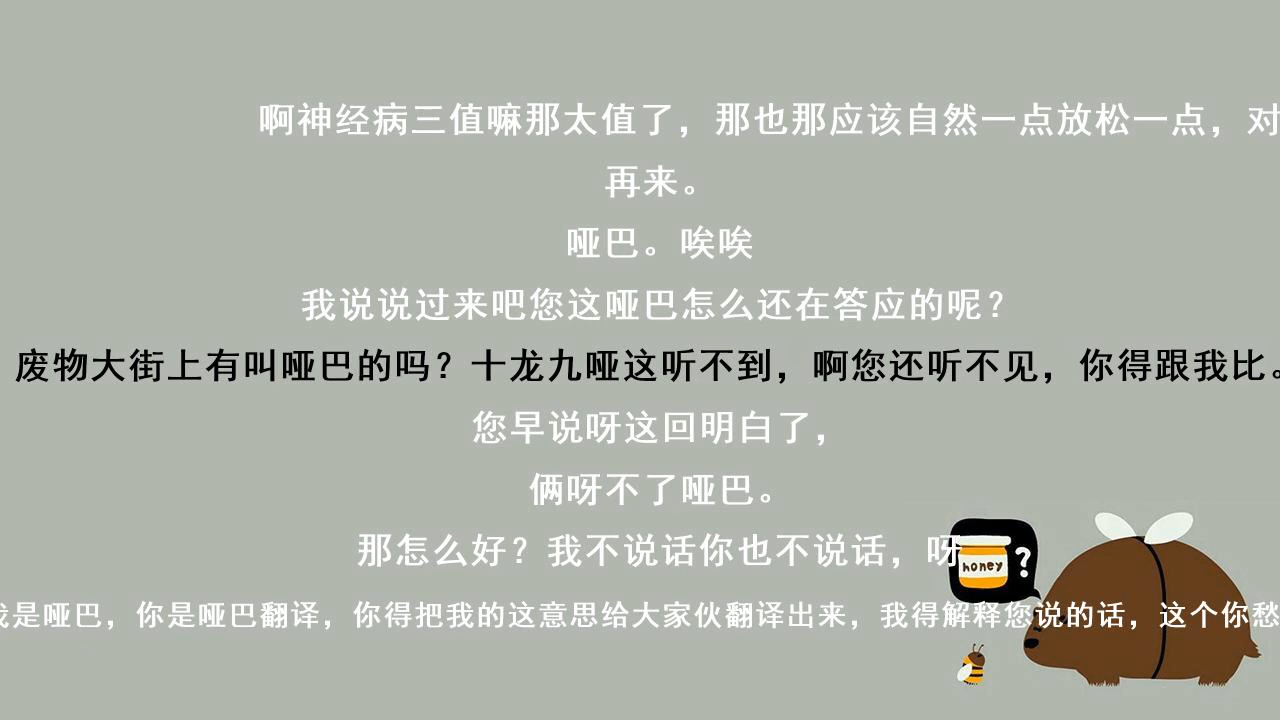 啊神经病三值嘛那太值了，那也那应该自然一点放松一点，对
再来。
哑巴。唉唉
我说说过来吧您这哑巴怎么还在答应的呢？
废物大街上有叫哑巴的吗？十龙九哑这听不到，啊您还听不见，你得跟我比。
您早说呀这回明白了，
俩呀不了哑巴。
那怎么好？我不说话你也不说话，呀
honey ?
我是哑巴，你是哑巴翻译，你得把我的这意思给大家伙翻译出来，我得解释您说的话，这个你愁